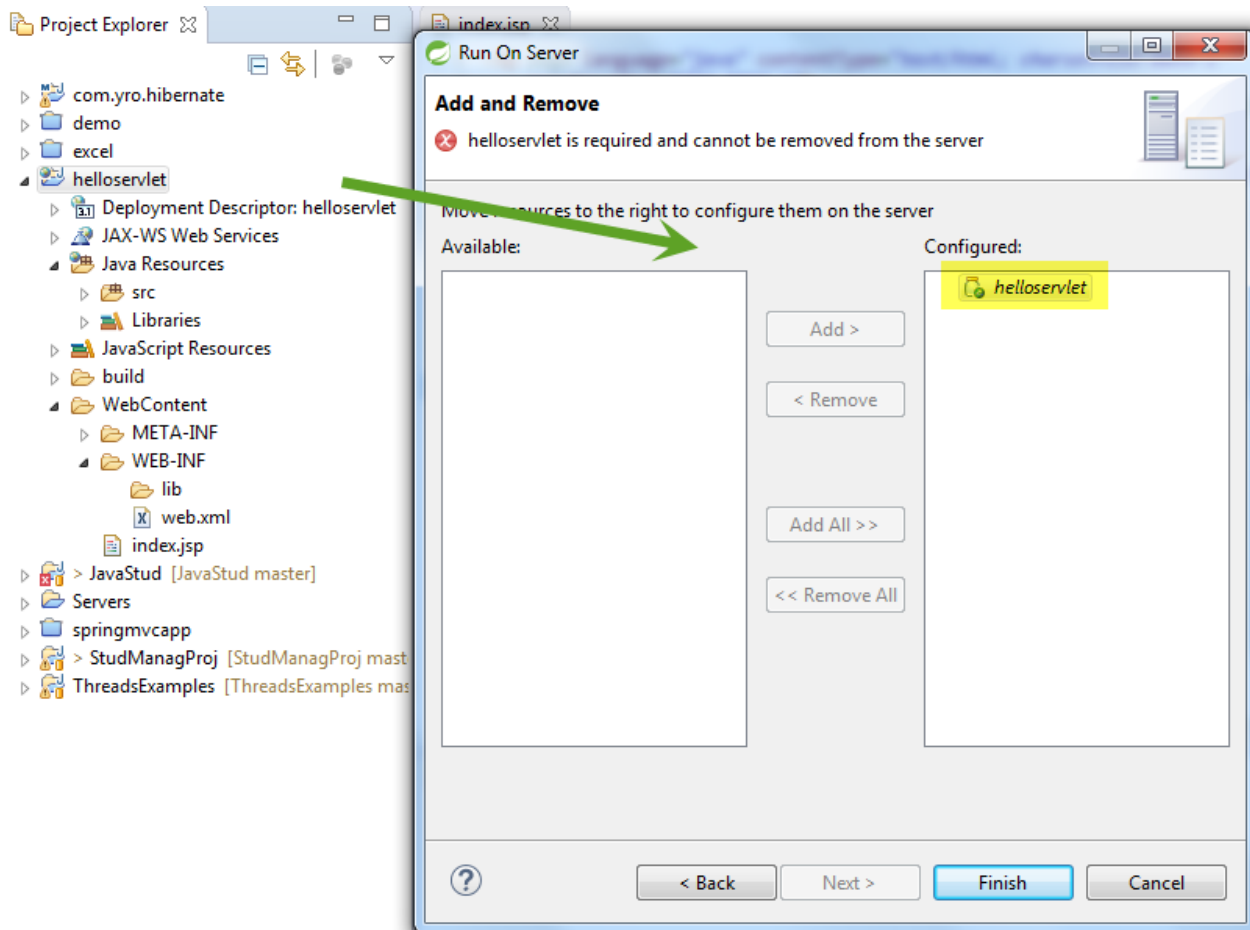 Project Explorer
index.jsp
com.yro.hibernate
demo
excel
helloservlet
3.1 Deployment Descriptor: helloservlet
JAX-WS Web Services
Java Resources
src
Libraries
JavaScript Resources
build
WebContent
META-INF
WEB-INF
lib
X web.xml
index.jsp
> JavaStud [JavaStud master]
Servers
springmvcapp
> StudManagProj [StudManagProj mast
ThreadsExamples [ThreadsExamples mas
Run On Server
Add and Remove
helloservlet is required and cannot be removed from the server
Move resources to the right to configure them on the server
Available:
Configured:
helloservlet
Add >
< Remove
Add All >>
<< Remove All
?
< Back
Next >
Finish
Cancel